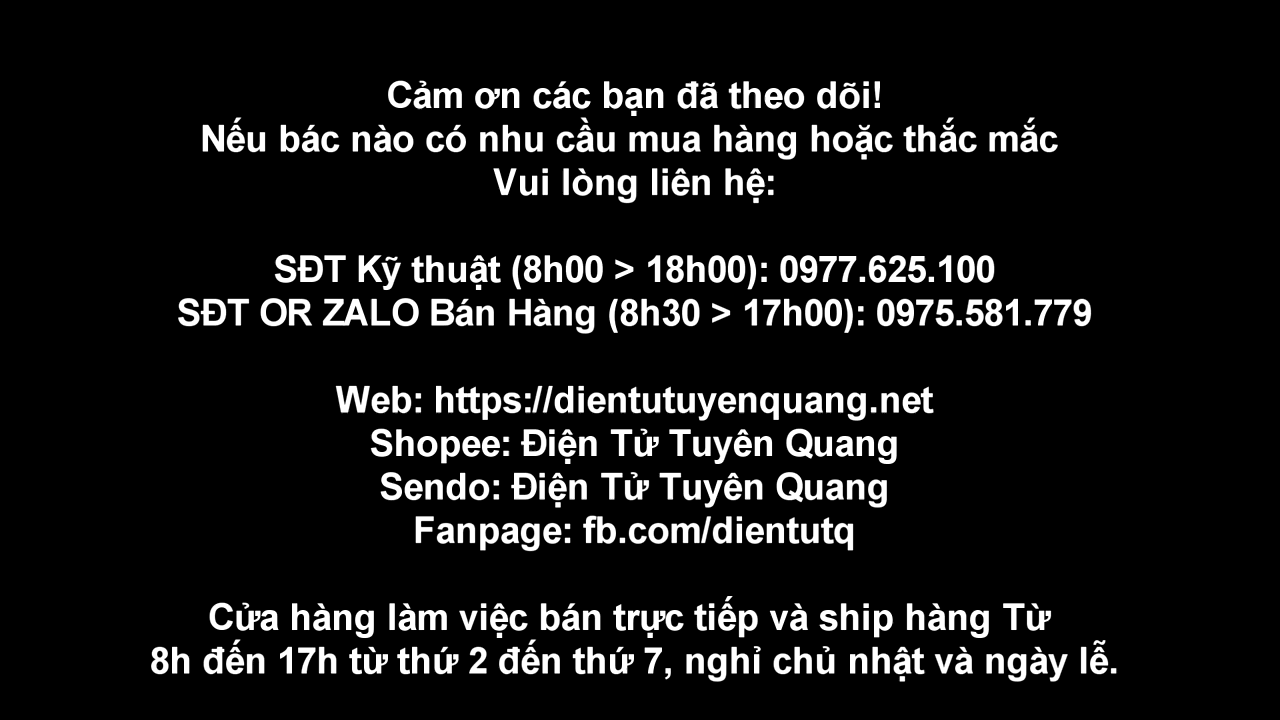 Cảm ơn các bạn đã theo dõi!
Nếu bác nào có nhu cầu mua hàng hoặc thắc mắc
Vui lòng liên hệ:
SĐT Kỹ thuật (8h00 > 18h00): 0977.625.100
SĐT OR ZALO Bán Hàng (8h30 > 17h00): 0975.581.779
Web: https://dientutuyenquang.net
Shopee: Điện Tử Tuyên Quang
Sendo: Điện Tử Tuyên Quang
Fanpage: fb.com/dientutq
Cửa hàng làm việc bán trực tiếp và ship hàng Từ
8h đến 17h từ thứ 2 đến thứ 7, nghỉ chủ nhật và ngày lễ.